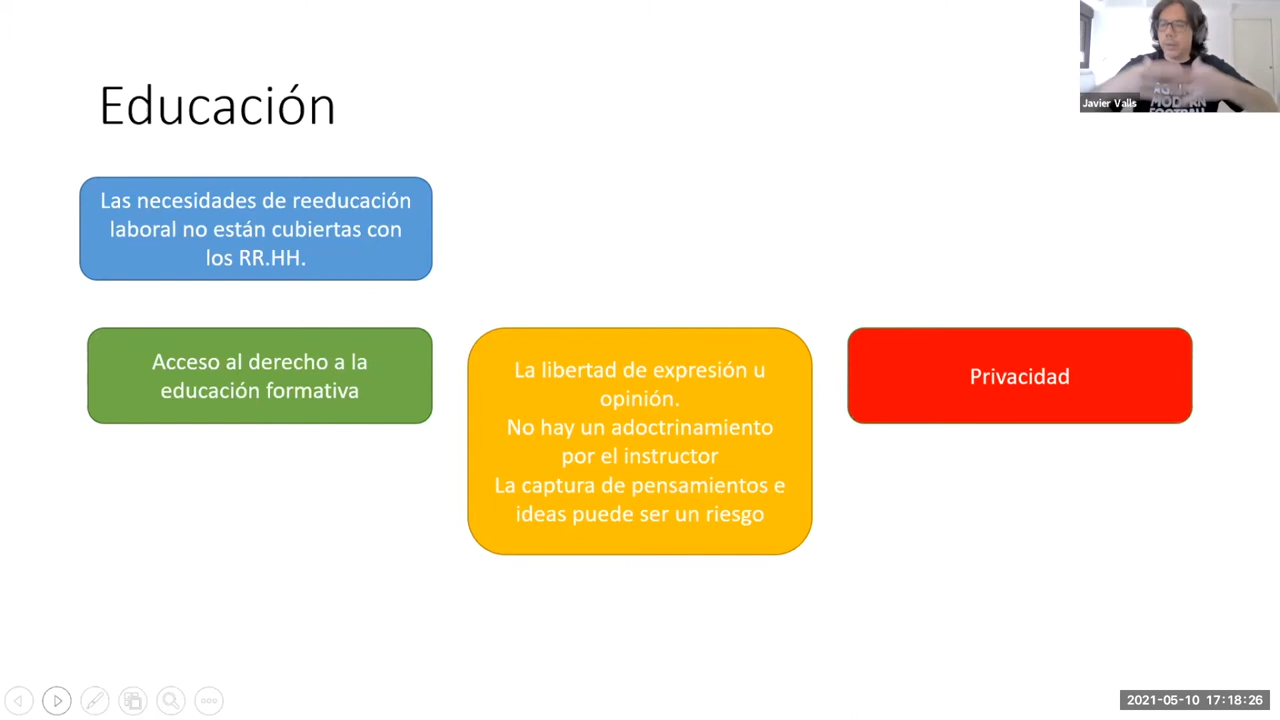 Educación
Las necesidades de reeducación
laboral no están cubiertas con
los RR.HH.
Acceso al derecho a la
educación formativa
La libertad de expresión u
opinión.
No hay un adoctrinamiento
por el instructor
La captura de pensamientos e
ideas puede ser un riesgo
Privacidad
Javier Valls
MODERN
FOOTBALL
2021-05-10 17:18:26